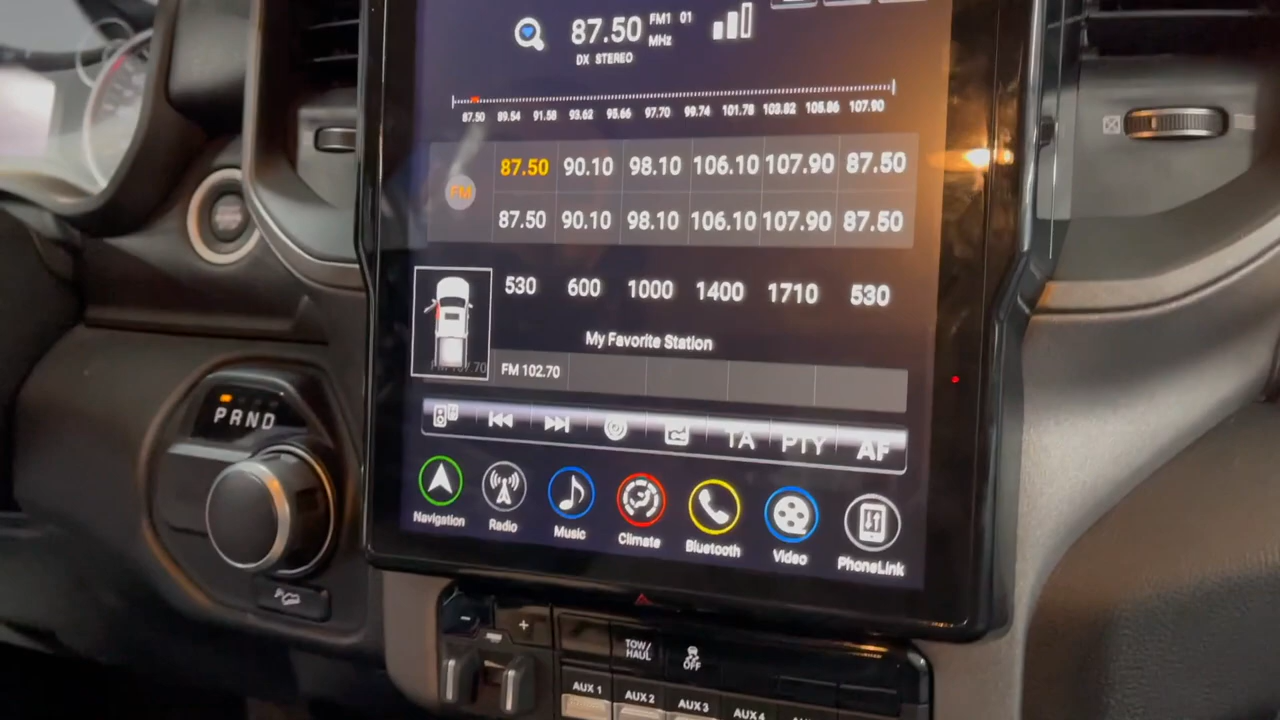 87.50 FM1 01
MHz
DX STEREO
87.50 89.54 91.58 93.62 95.66 97.70 99.74 101.78 103.82 105.86 107.90
FM
87.50 90.10 98.10 106.10 107.90 87.50
87.50 90.10 98.10 106.10 107.90 87.50
530 600 1000 1400 1710 530
My Favorite Station
FM 102.70
TA PTY AF
PRND
Navigation Radio Music Climate Bluetooth Video PhoneLink
- +
TOW/
HAUL
OFF
AUX 1 AUX 2 AUX 3 AUX 4